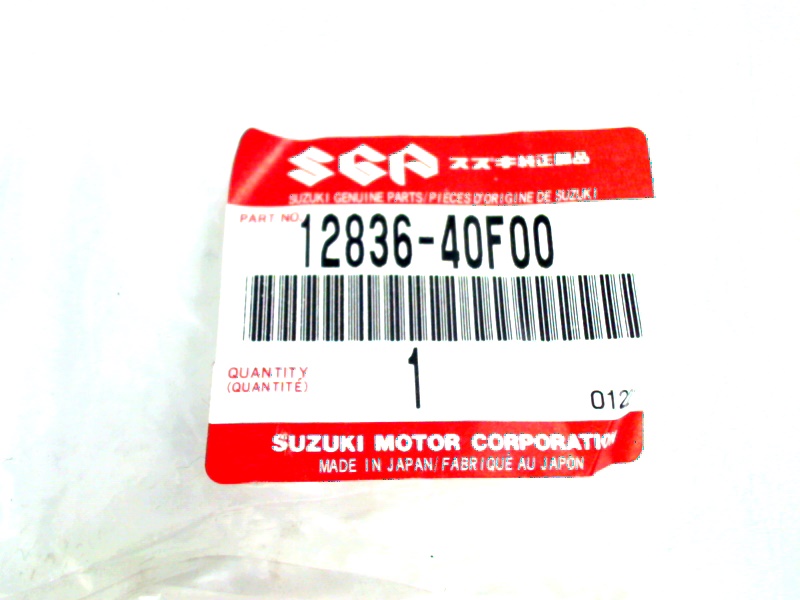 SGP スズキ純正部品
SUZUKI GENUINE PARTS/PIÈCES D'ORIGINE DE SUZUKI
PART NO. 12836-40F00
QUANTITY 1
(QUANTITÉ)
012
SUZUKI MOTOR CORPORATIO
MADE IN JAPAN/FABRIQUÉ AU JAPON